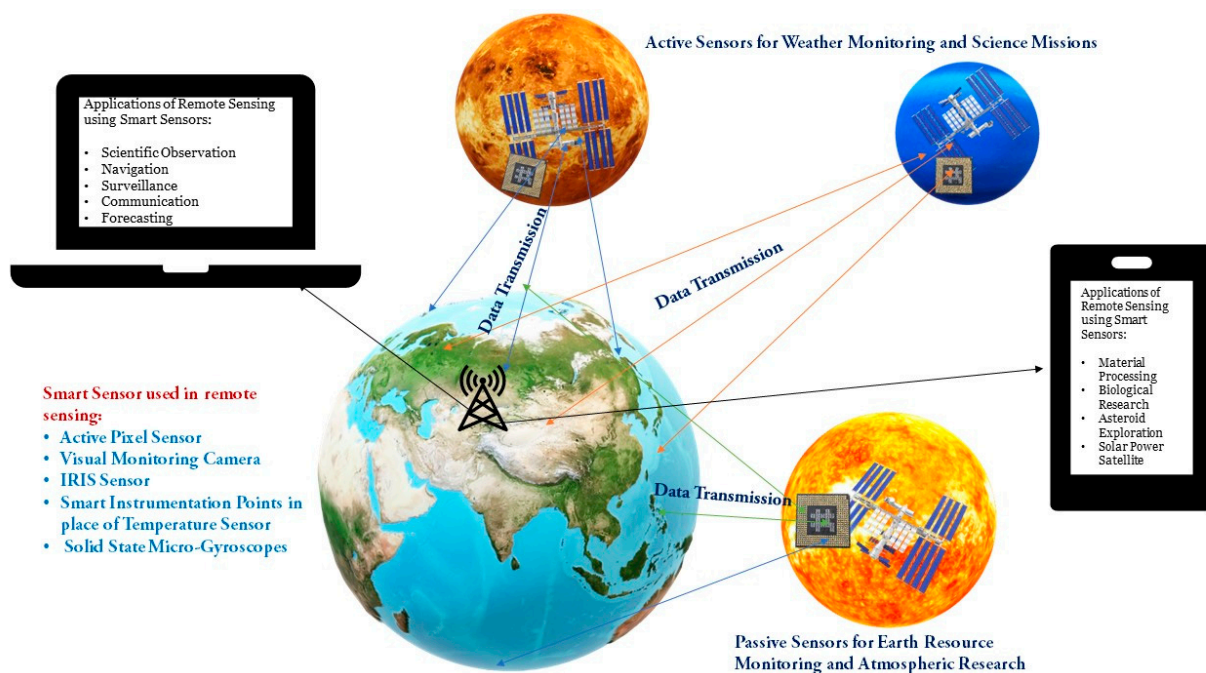 Active Sensors for Weather Monitoring and Science Missions
Applications of Remote Sensing
using Smart Sensors:
• Scientific Observation
• Navigation
• Surveillance
• Communication
• Forecasting
Data Transmission
Data Transmission
Applications of
Remote Sensing
using Smart
Sensors:
• Material
Processing
• Biological
Research
• Asteroid
Exploration
• Solar Power
Satellite
Smart Sensor used in remote
sensing:
• Active Pixel Sensor
• Visual Monitoring Camera
• IRIS Sensor
• Smart Instrumentation Points in
place of Temperature Sensor
• Solid State Micro-Gyroscopes
Data Transmission
Passive Sensors for Earth Resource
Monitoring and Atmospheric Research